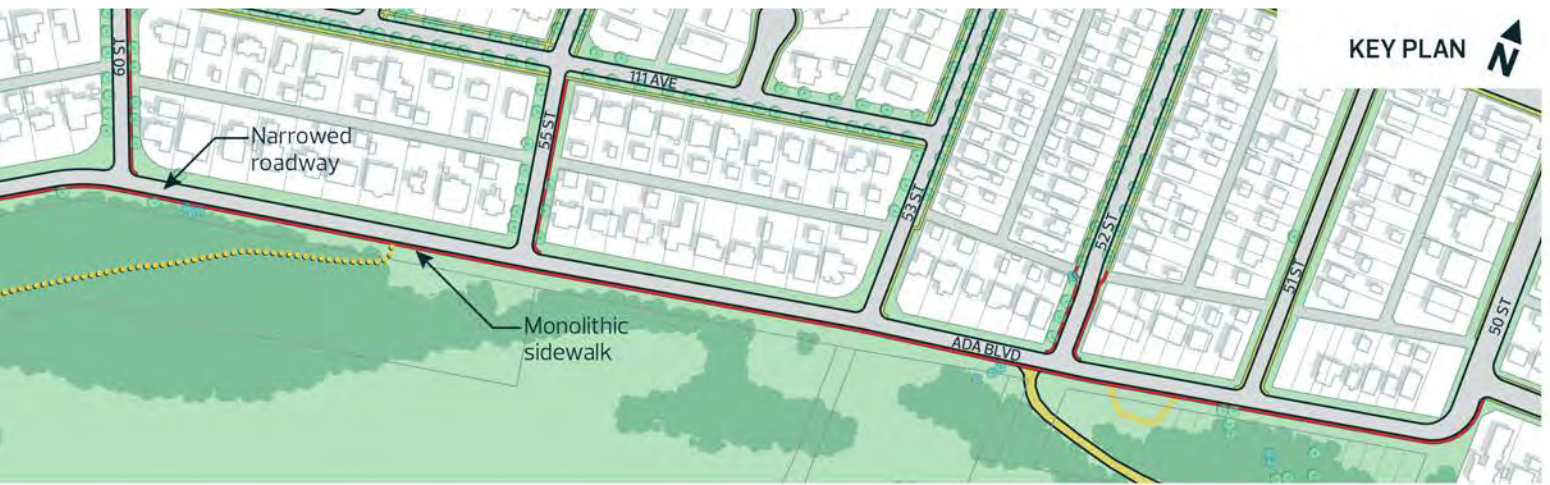 KEY PLAN
N
60 ST
111 AVE
55 ST
Narrowed
roadway
53 ST
52 ST
51 ST
50 ST
Monolithic
sidewalk
ADA BLVD